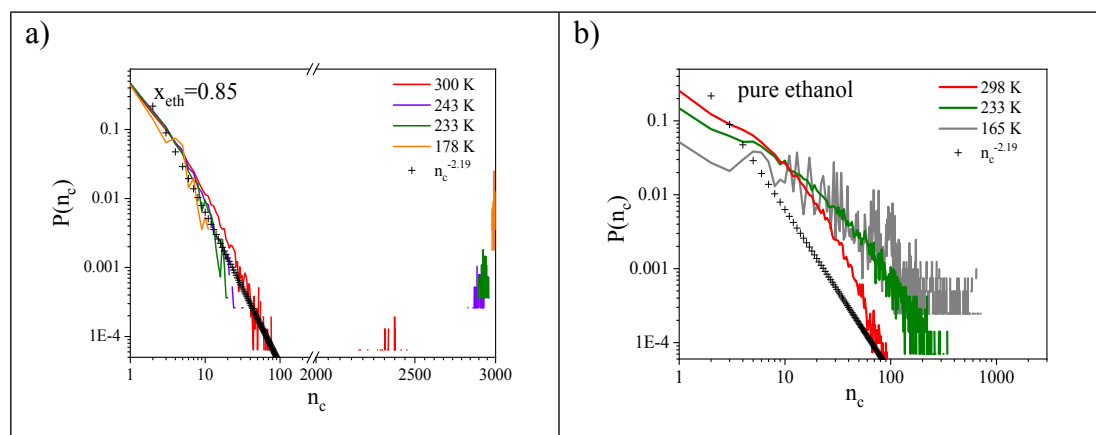 a)
x_eth=0.85
300 K
243 K
233 K
178 K
n_c^-2.19
P(n_c)
0.1
0.01
0.001
1E-4
1 10 100 2000 2500 3000
n_c
b)
pure ethanol
298 K
233 K
165 K
n_c^-2.19
P(n_c)
0.1
0.01
0.001
1E-4
1 10 100 1000
n_c